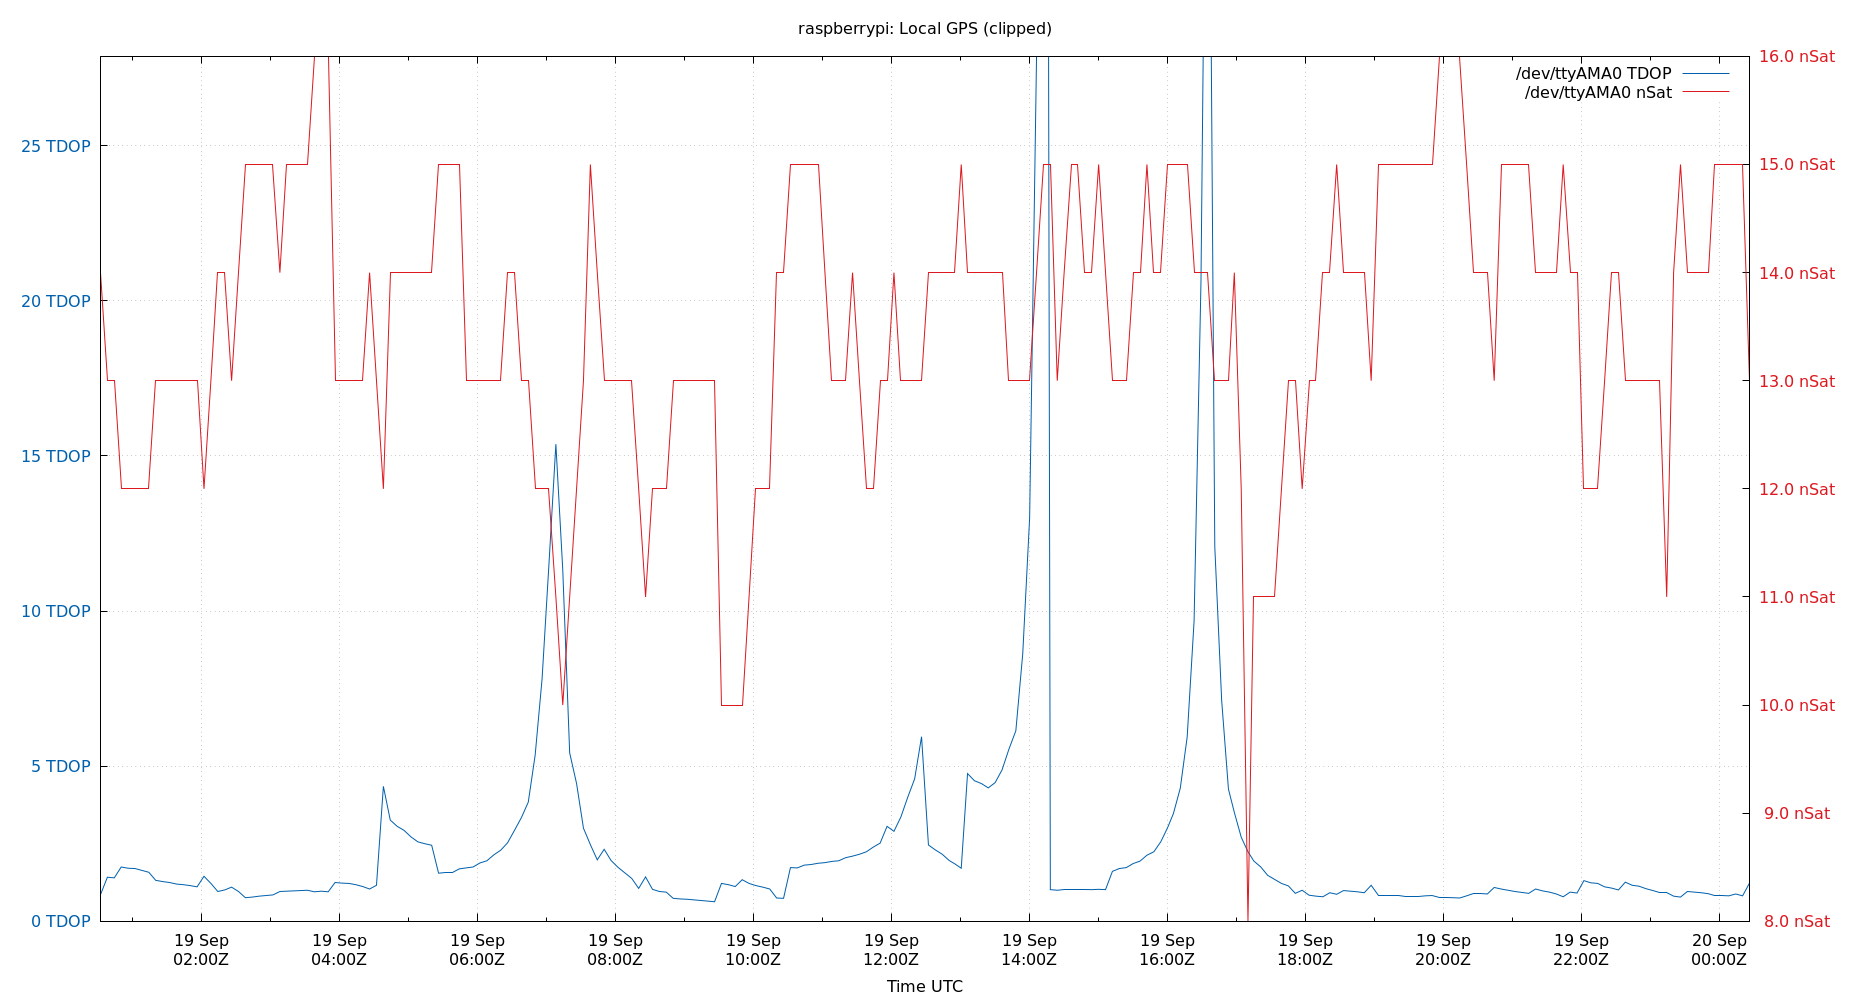 raspberrypi: Local GPS (clipped)
/dev/ttyAMA0 TDOP
/dev/ttyAMA0 nSat
25 TDOP
20 TDOP
15 TDOP
10 TDOP
5 TDOP
0 TDOP
16.0 nSat
15.0 nSat
14.0 nSat
13.0 nSat
12.0 nSat
11.0 nSat
10.0 nSat
9.0 nSat
8.0 nSat
19 Sep 19 Sep 19 Sep 19 Sep 19 Sep 19 Sep 19 Sep 19 Sep 19 Sep 19 Sep 19 Sep 20 Sep
02:00Z 04:00Z 06:00Z 08:00Z 10:00Z 12:00Z 14:00Z 16:00Z 18:00Z 20:00Z 22:00Z 00:00Z
Time UTC